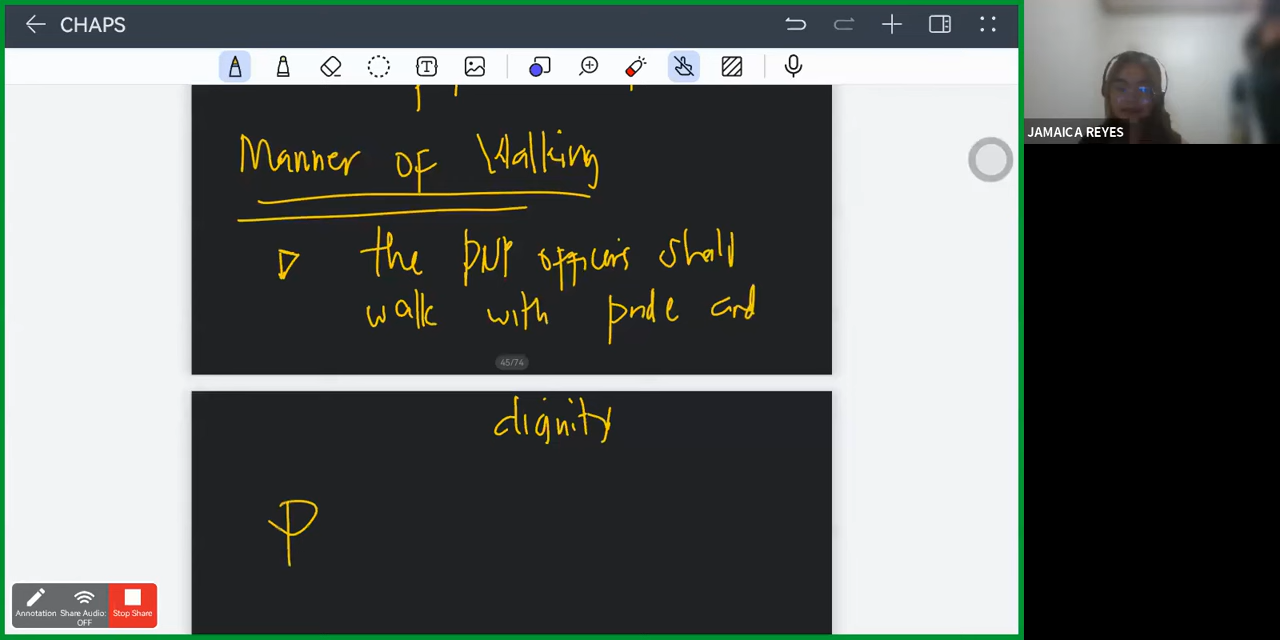 CHAPS
Manner of Walking
the PNP officers shall
walk with pride and
45/74
dignity
P
JAMAICA REYES
Annotation
Share Audio:
OFF
Stop Share